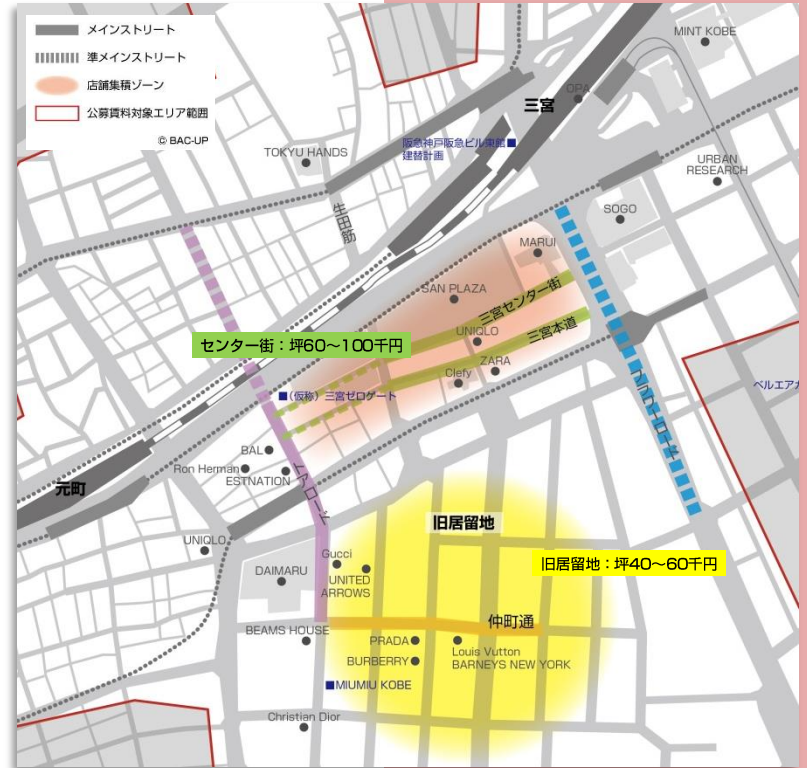 メインストリート
準メインストリート
店舗集積ゾーン
公募賃料対象エリア範囲
© BAC-UP
MINT KOBE
OPA
三宮
阪急神戸阪急ビル東館
建替計画
TOKYU HANDS
URBAN
RESEARCH
生田筋
SOGO
MARUI
SAN PLAZA
三宮センター街
UNIQLO
三宮本道
センター街：坪60～100千円
ZARA
Clefy
フラワーロード
ベルエアガ
■（仮称）三宮ゼロゲート
BAL
Ron Herman
ESTNATION
トアロード
元町
旧居留地
UNIQLO
Gucci
旧居留地：坪40～60千円
DAIMARU
UNITED
ARROWS
仲町通
BEAMS HOUSE
PRADA
Louis Vutton
BURBERRY
BARNEYS NEW YORK
■MIUMIU KOBE
Christian Dior